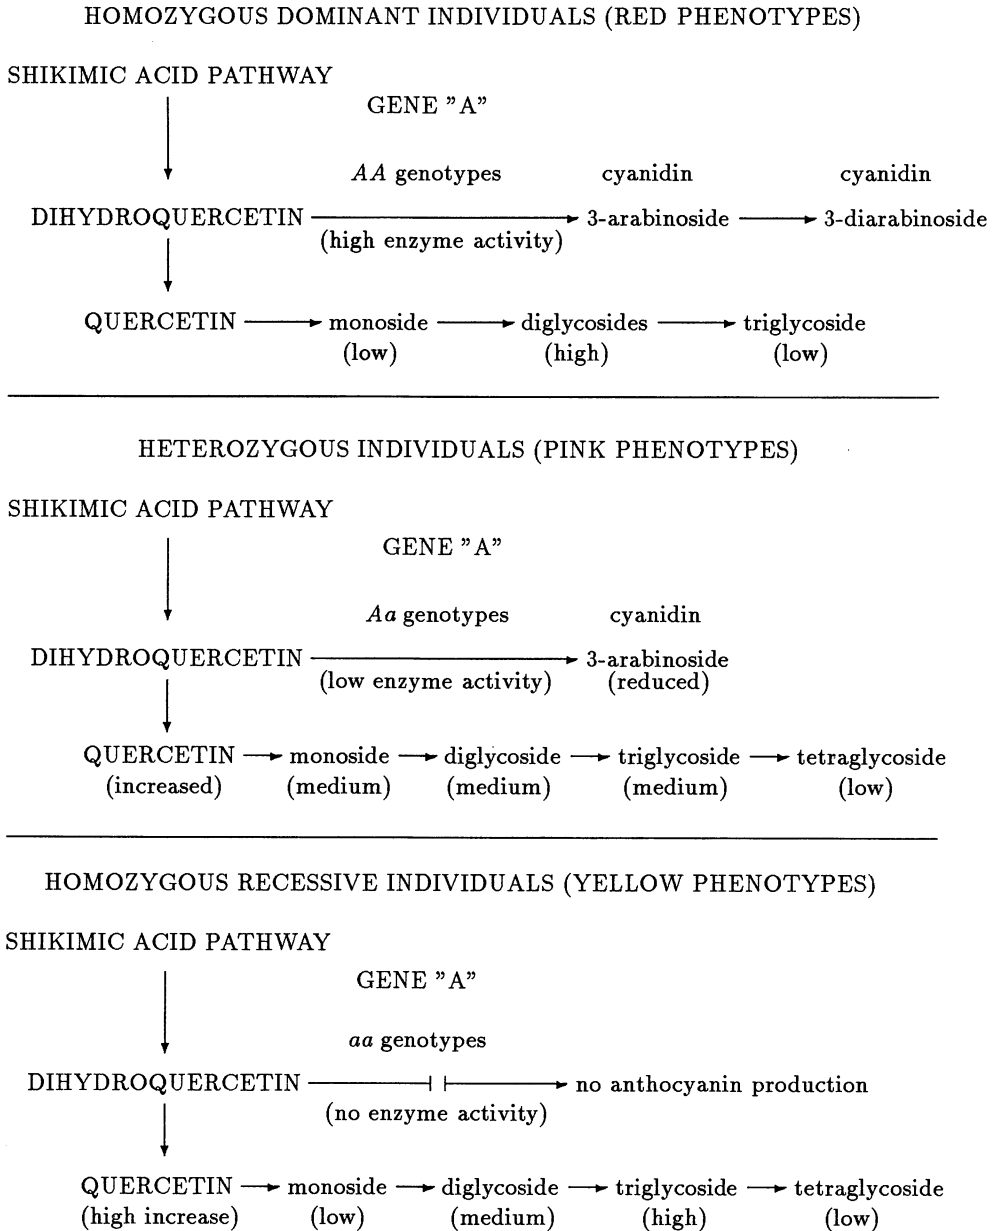 HOMOZYGOUS DOMINANT INDIVIDUALS (RED PHENOTYPES)
SHIKIMIC ACID PATHWAY
GENE ”A”
AA genotypes cyanidin cyanidin
DIHYDROQUERCETIN 3-arabinoside 3-diarabinoside
(high enzyme activity)
QUERCETIN monoside diglycosides triglycoside
(low) (high) (low)
HETEROZYGOUS INDIVIDUALS (PINK PHENOTYPES)
SHIKIMIC ACID PATHWAY
GENE ”A”
Aa genotypes cyanidin
DIHYDROQUERCETIN 3-arabinoside
(low enzyme activity) (reduced)
QUERCETIN monoside diglycoside triglycoside tetraglycoside
(increased) (medium) (medium) (medium) (low)
HOMOZYGOUS RECESSIVE INDIVIDUALS (YELLOW PHENOTYPES)
SHIKIMIC ACID PATHWAY
GENE ”A”
aa genotypes
DIHYDROQUERCETIN no anthocyanin production
(no enzyme activity)
QUERCETIN monoside diglycoside triglycoside tetraglycoside
(high increase) (low) (medium) (high) (low)